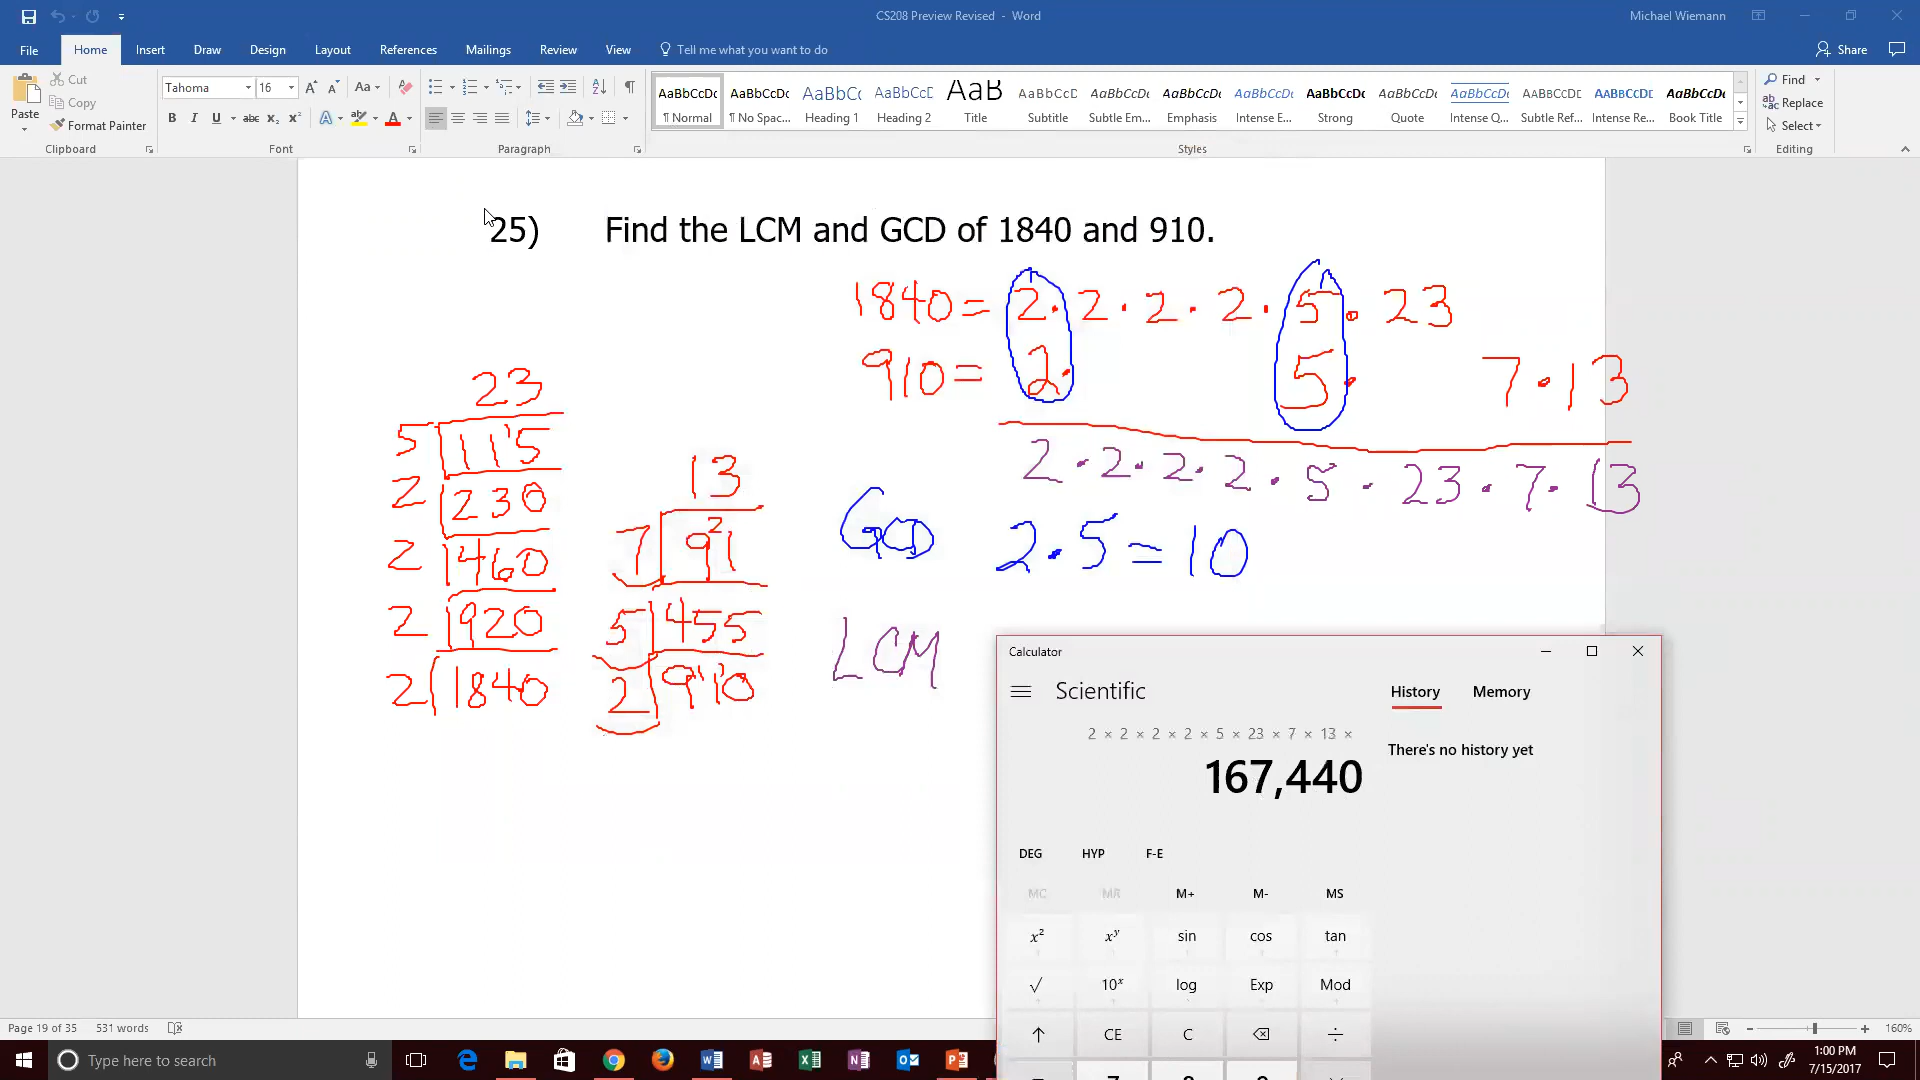 CS208 Preview Revised - Word
Michael Wiemann
File Home Insert Draw Design Layout References Mailings Review View Tell me what you want to do
Share
Paste
Cut
Copy
Format Painter
Tahoma 16
Aa
B I U abc x₂ x²
AaBbCcDc AaBbCcDc AaBbCc AaBbCcD AaB AaBbCcD AaBbCcDc AaBbCcDc AaBbCcDc AaBbCcDc AaBbCcDc AaBbCcDc AABBCCDC AABBCCDC AaBbCcDc
¶ Normal ¶ No Spac... Heading 1 Heading 2 Title Subtitle Subtle Em... Emphasis Intense E... Strong Quote Intense Q... Subtle Ref... Intense Re... Book Title
Find
Replace
Select
Clipboard Font Paragraph Styles Editing
25) Find the LCM and GCD of 1840 and 910.
1840 = 2 · 2 · 2 · 2 · 5 · 23
910 = 2 · 5 · 7 · 13
2 · 2 · 2 · 2 · 5 · 23 · 7 · 13
23
5 115
2 230
2 460
2 920
2 1840
13
7 91
5 455
2 910
GCD 2 · 5 = 10
LCM
Calculator
Scientific
History Memory
2 × 2 × 2 × 2 × 5 × 23 × 7 × 13 ×
There's no history yet
167,440
DEG HYP F-E
MC MR M+ M- MS
x² xʸ sin cos tan
√ 10ˣ log Exp Mod
↑ CE C ÷
Page 19 of 35 531 words
160%
Type here to search
1:00 PM
7/15/2017